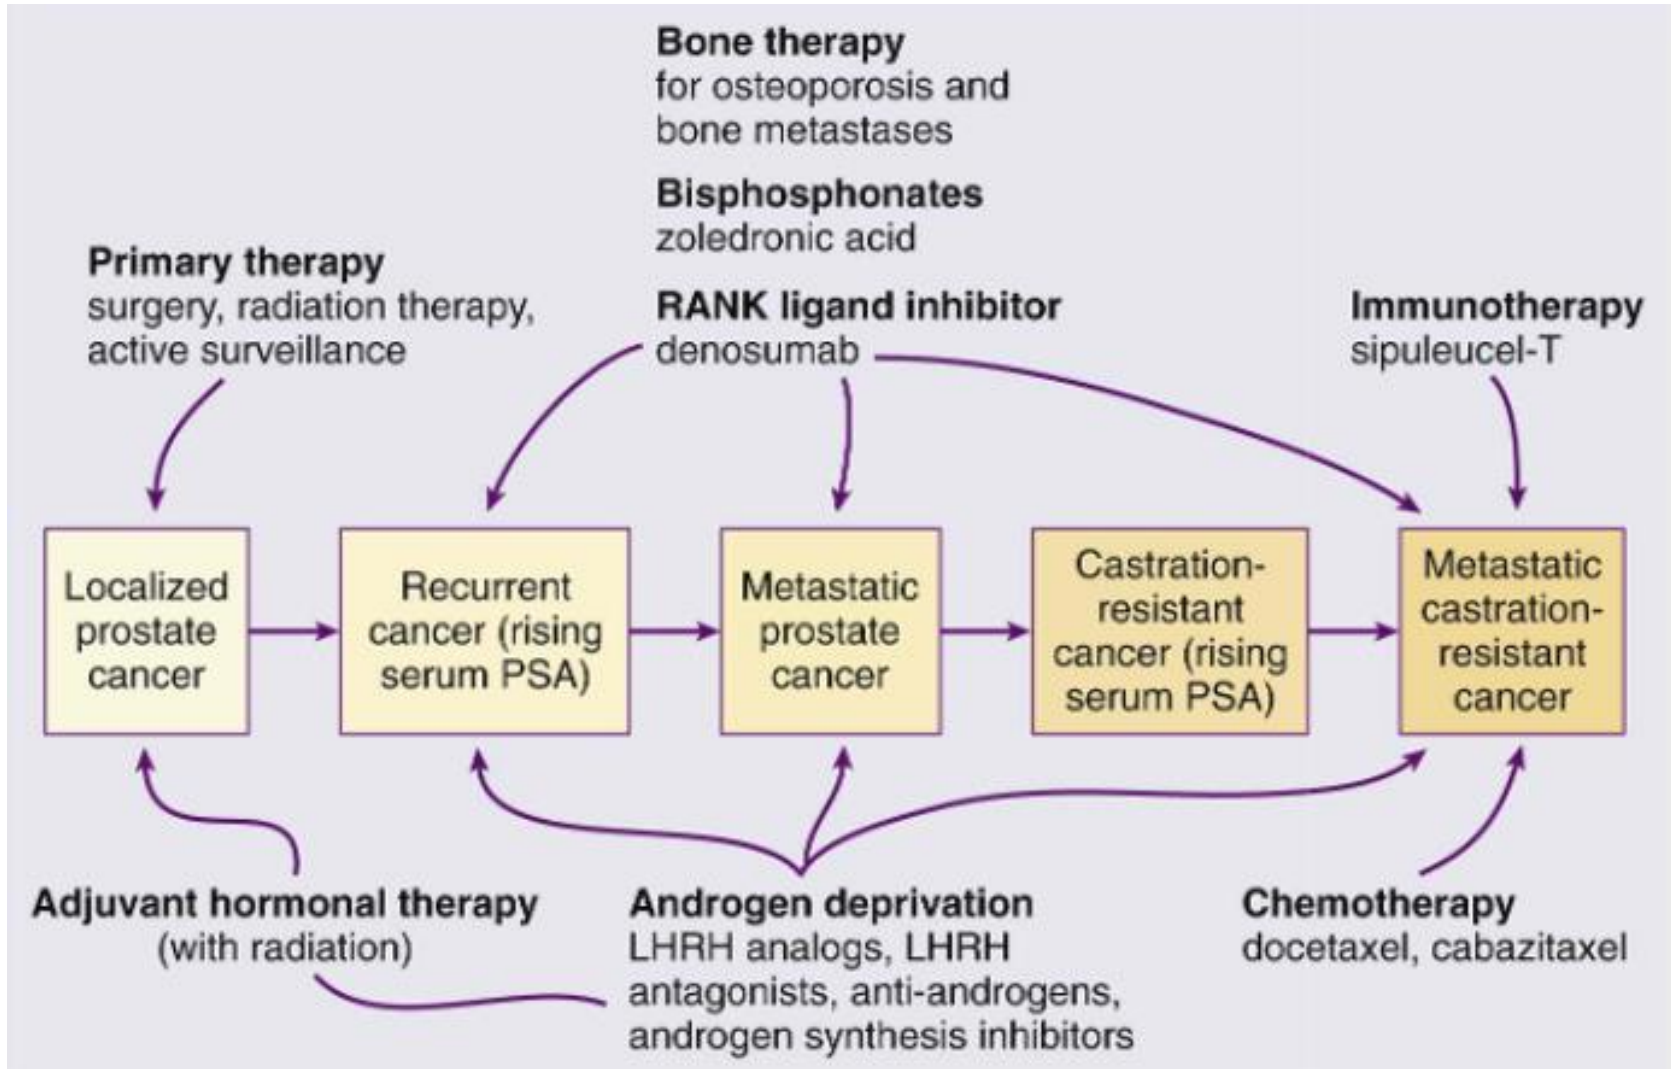 Bone therapy
for osteoporosis and
bone metastases
Bisphosphonates
zoledronic acid
RANK ligand inhibitor
denosumab
Primary therapy
surgery, radiation therapy,
active surveillance
Immunotherapy
sipuleucel-T
Localized
prostate
cancer
Recurrent
cancer (rising
serum PSA)
Metastatic
prostate
cancer
Castration-
resistant
cancer (rising
serum PSA)
Metastatic
castration-
resistant
cancer
Adjuvant hormonal therapy
(with radiation)
Androgen deprivation
LHRH analogs, LHRH
antagonists, anti-androgens,
androgen synthesis inhibitors
Chemotherapy
docetaxel, cabazitaxel